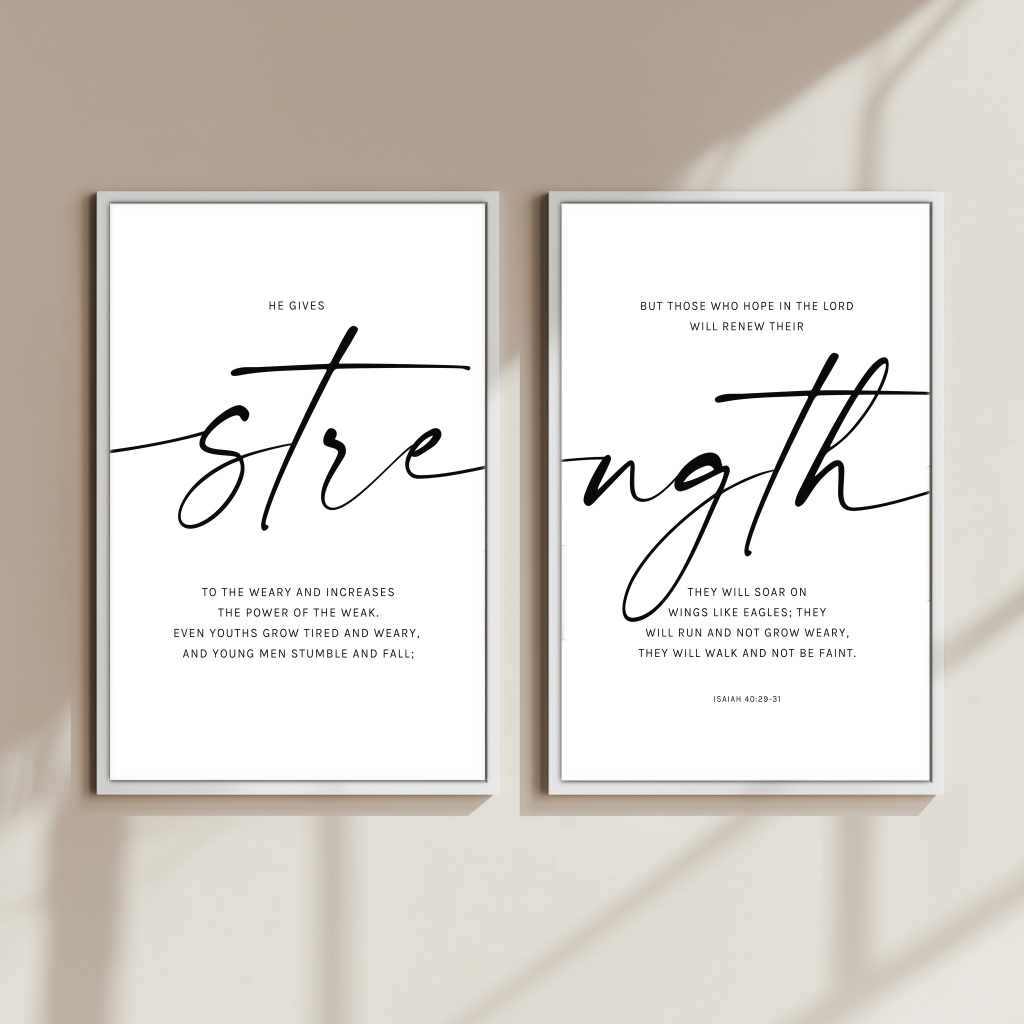 HE GIVES
stre
TO THE WEARY AND INCREASES
THE POWER OF THE WEAK.
EVEN YOUTHS GROW TIRED AND WEARY,
AND YOUNG MEN STUMBLE AND FALL;
BUT THOSE WHO HOPE IN THE LORD
WILL RENEW THEIR
ngth
THEY WILL SOAR ON
WINGS LIKE EAGLES; THEY
WILL RUN AND NOT GROW WEARY,
THEY WILL WALK AND NOT BE FAINT.
ISAIAH 40:29-31